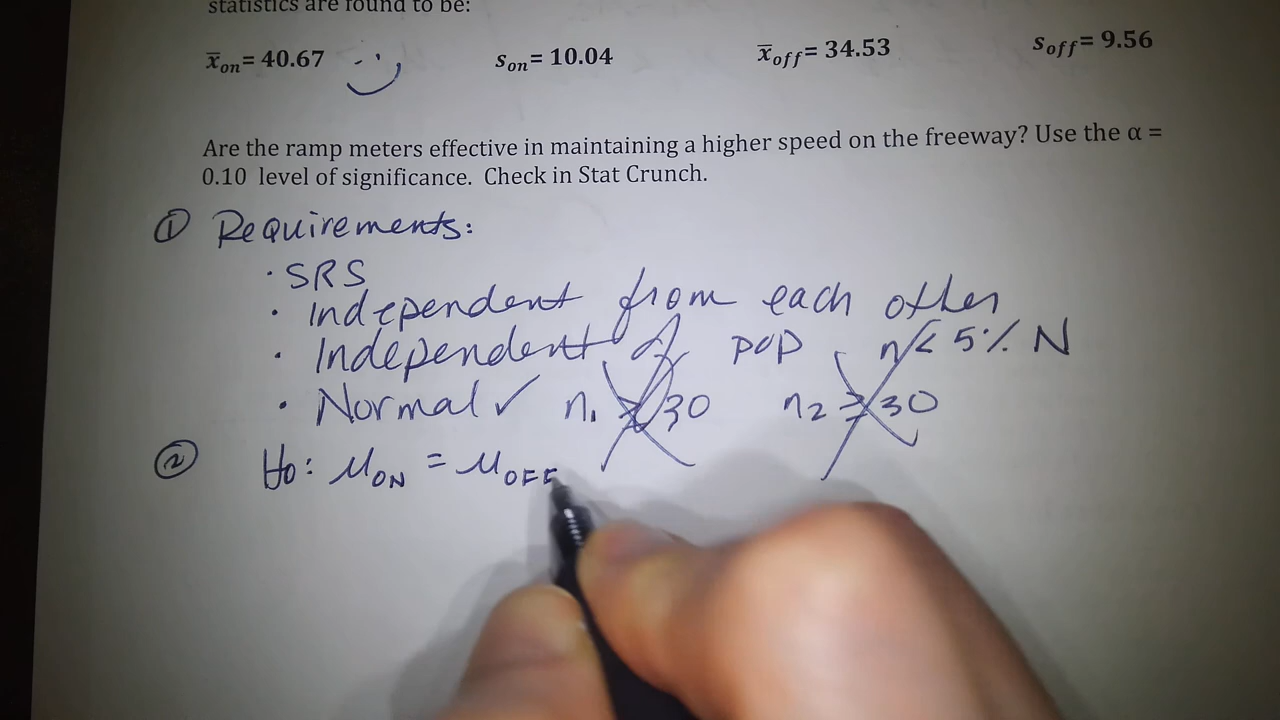 statistics are found to be:
x̄on= 40.67 son= 10.04 x̄off= 34.53 soff= 9.56
Are the ramp meters effective in maintaining a higher speed on the freeway? Use the α =
0.10 level of significance. Check in Stat Crunch.
① Requirements:
· SRS
· Independent from each other
· Independent of pop n < 5% N
· Normal ✓ n₁ ≥ 30 n₂ ≥ 30
② H₀: μON = μOFF